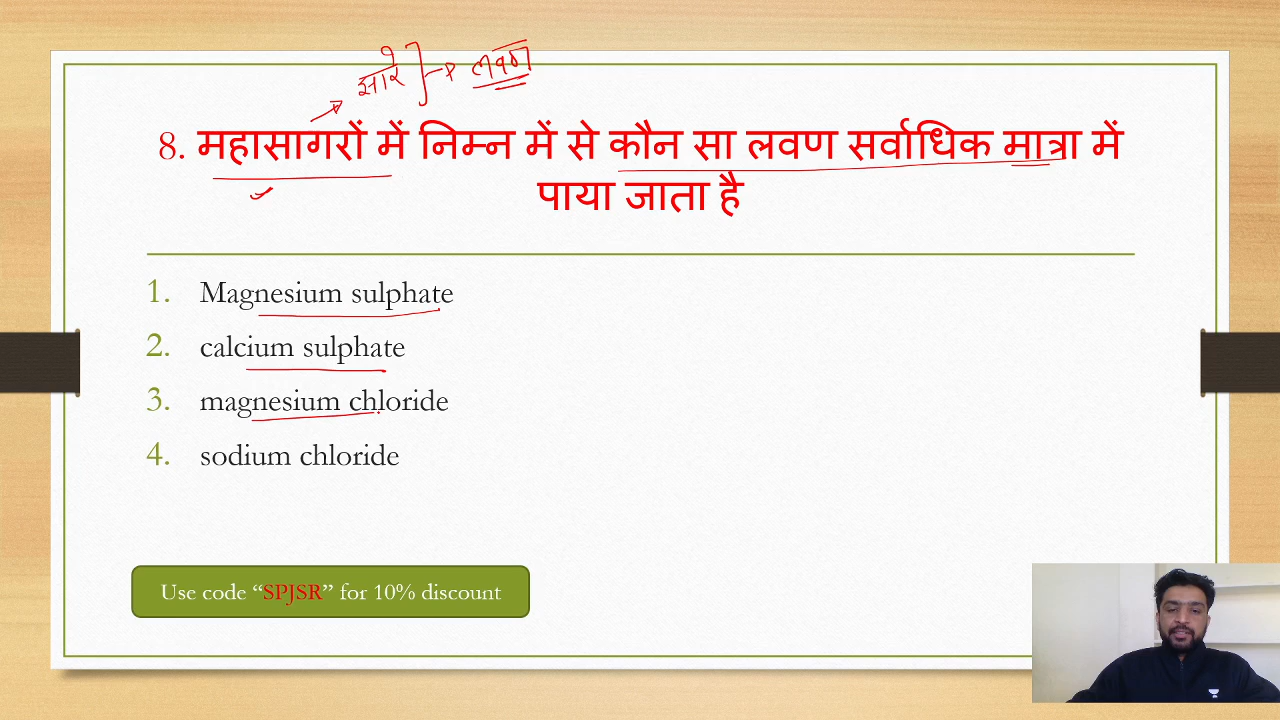 सारे → लवण
8. महासागरों में निम्न में से कौन सा लवण सर्वाधिक मात्रा में
पाया जाता है
1. Magnesium sulphate
2. calcium sulphate
3. magnesium chloride
4. sodium chloride
Use code “SPJSR” for 10% discount